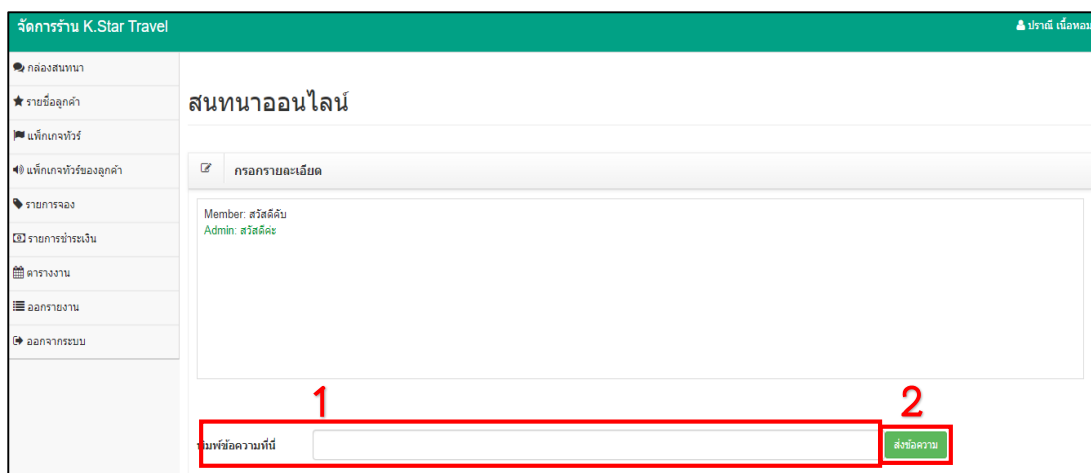 จัดการร้าน K.Star Travel
ปราณี เนื้อหอม
กล่องสนทนา
รายชื่อลูกค้า
แพ็กเกจทัวร์
แพ็กเกจทัวร์ของลูกค้า
รายการจอง
รายการชำระเงิน
ตารางงาน
ออกรายงาน
ออกจากระบบ
สนทนาออนไลน์
กรอกรายละเอียด
Member: สวัสดีคับ
Admin: สวัสดีค่ะ
1
2
พิมพ์ข้อความที่นี่
ส่งข้อความ